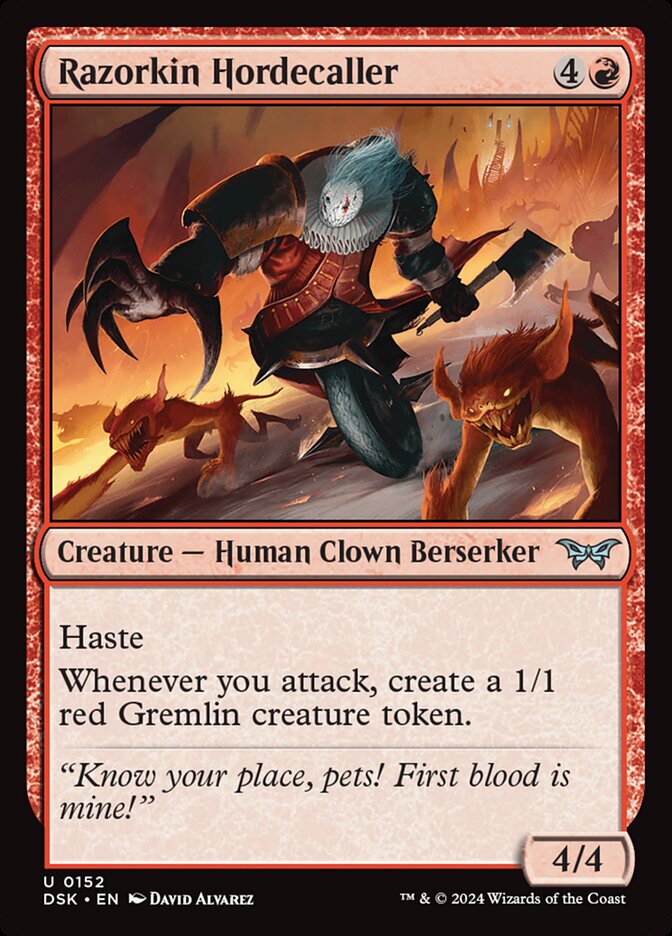 Razorkin Hordecaller 4
Creature — Human Clown Berserker
Haste
Whenever you attack, create a 1/1
red Gremlin creature token.
“Know your place, pets! First blood is
mine!”
4/4
U 0152
DSK • EN David Alvarez ™ & © 2024 Wizards of the Coast